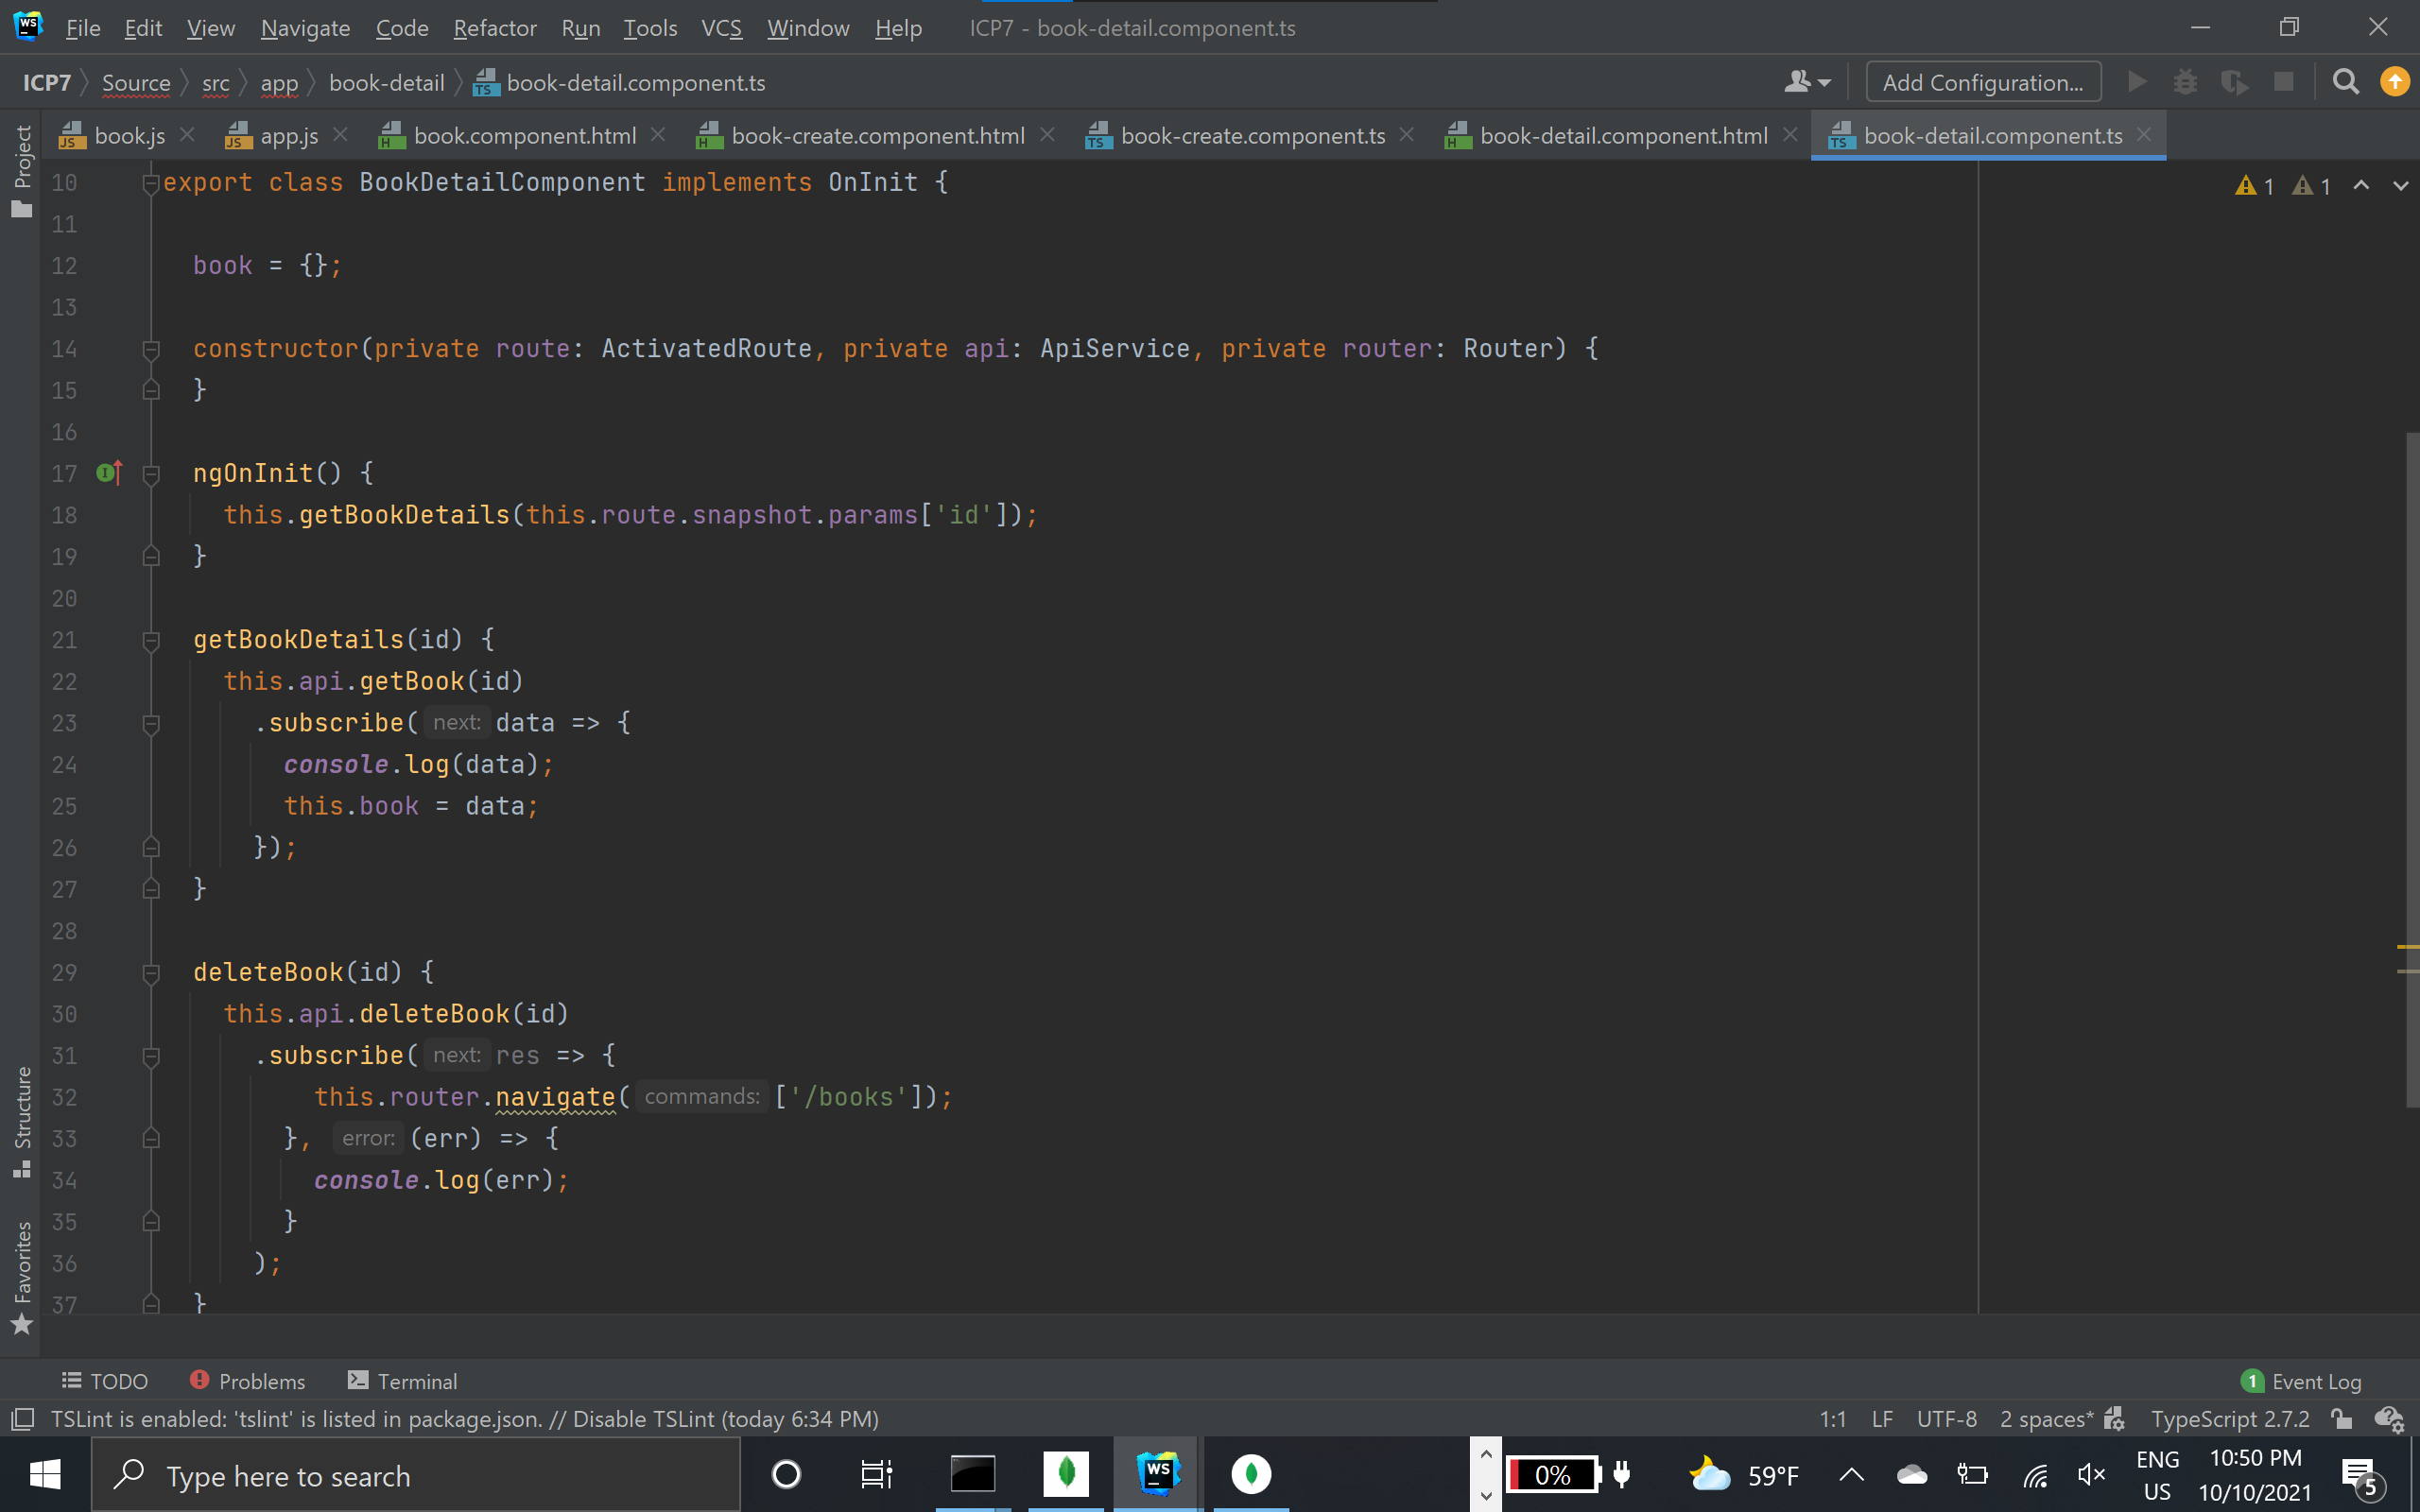 WS File Edit View Navigate Code Refactor Run Tools VCS Window Help ICP7 - book-detail.component.ts
ICP7 Source src app book-detail TS book-detail.component.ts Add Configuration...
JS book.js JS app.js H book.component.html H book-create.component.html TS book-create.component.ts H book-detail.component.html TS book-detail.component.ts
Project
1 1
10 export class BookDetailComponent implements OnInit {
11
12 book = {};
13
14 constructor(private route: ActivatedRoute, private api: ApiService, private router: Router) {
15 }
16
17 I ngOnInit() {
18 this.getBookDetails(this.route.snapshot.params['id']);
19 }
20
21 getBookDetails(id) {
22 this.api.getBook(id)
23 .subscribe( next: data => {
24 console.log(data);
25 this.book = data;
26 });
27 }
28
29 deleteBook(id) {
30 this.api.deleteBook(id)
31 .subscribe( next: res => {
32 this.router.navigate( commands: ['/books']);
33 }, error: (err) => {
34 console.log(err);
35 }
36 );
37 }
Structure
Favorites
TODO Problems Terminal 1 Event Log
TSLint is enabled: 'tslint' is listed in package.json. // Disable TSLint (today 6:34 PM) 1:1 LF UTF-8 2 spaces* TypeScript 2.7.2
Type here to search WS 0% 59°F ENG US 10:50 PM 10/10/2021 5